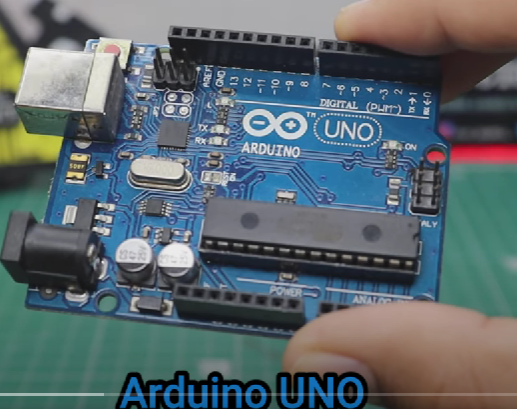 AREF
GND
13
12
~11
~10
~9
8
7
~6
~5
4
~3
2
TX→1
RX←0
DIGITAL (PWM~)
TX
RX
™
UNO
ARDUINO
ON
POWER
ANALOG
Arduino UNO